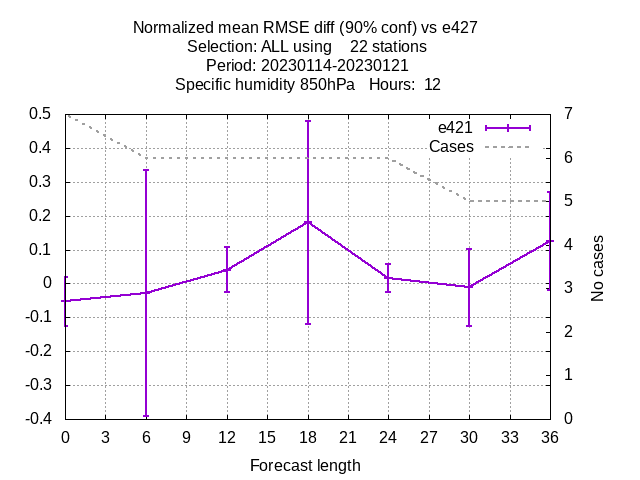 Normalized mean RMSE diff (90% conf) vs e427
Selection: ALL using 22 stations
Period: 20230114-20230121
Specific humidity 850hPa Hours: 12
0.5
0.4
0.3
0.2
0.1
0
-0.1
-0.2
-0.3
-0.4
e421
Cases
7
6
5
4
3
2
1
0
No cases
0 3 6 9 12 15 18 21 24 27 30 33 36
Forecast length